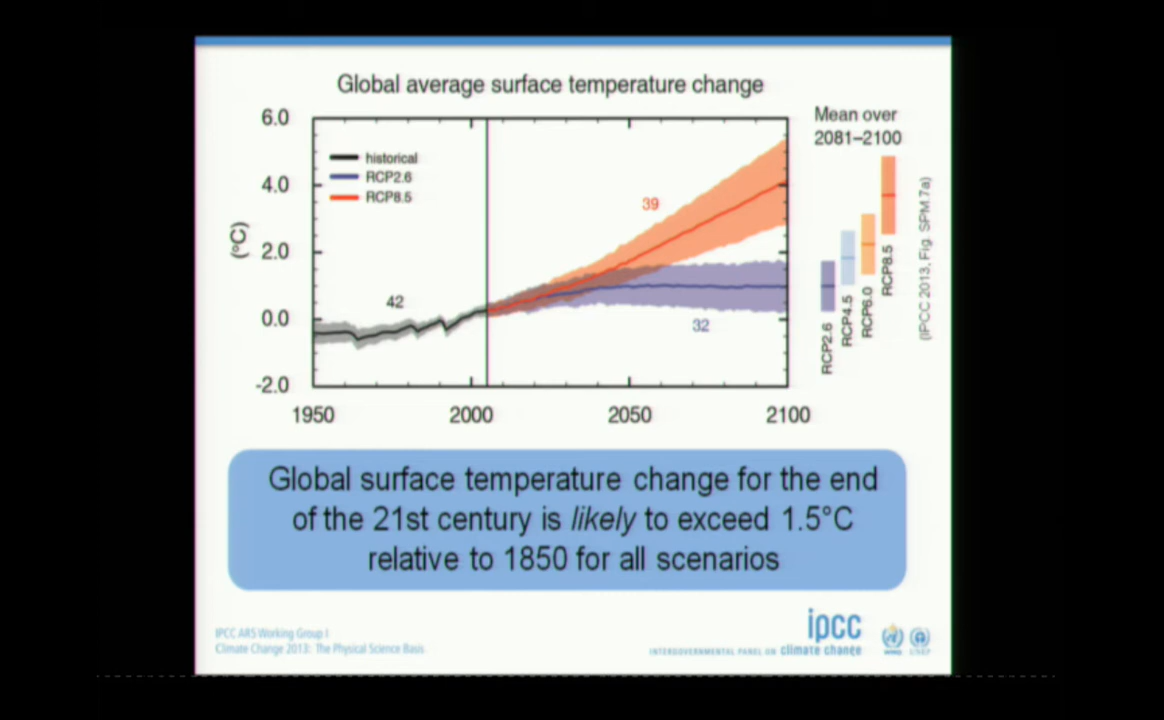 Global average surface temperature change
Mean over
2081–2100
6.0
4.0
2.0
0.0
-2.0
(°C)
historical
RCP2.6
RCP8.5
42
39
32
1950
2000
2050
2100
RCP2.6
RCP4.5
RCP6.0
RCP8.5
(IPCC 2013, Fig. SPM.7a)
Global surface temperature change for the end
of the 21st century is likely to exceed 1.5°C
relative to 1850 for all scenarios
IPCC AR5 Working Group I
Climate Change 2013: The Physical Science Basis
ipcc
INTERGOVERNMENTAL PANEL ON climate change
WMO
UNEP